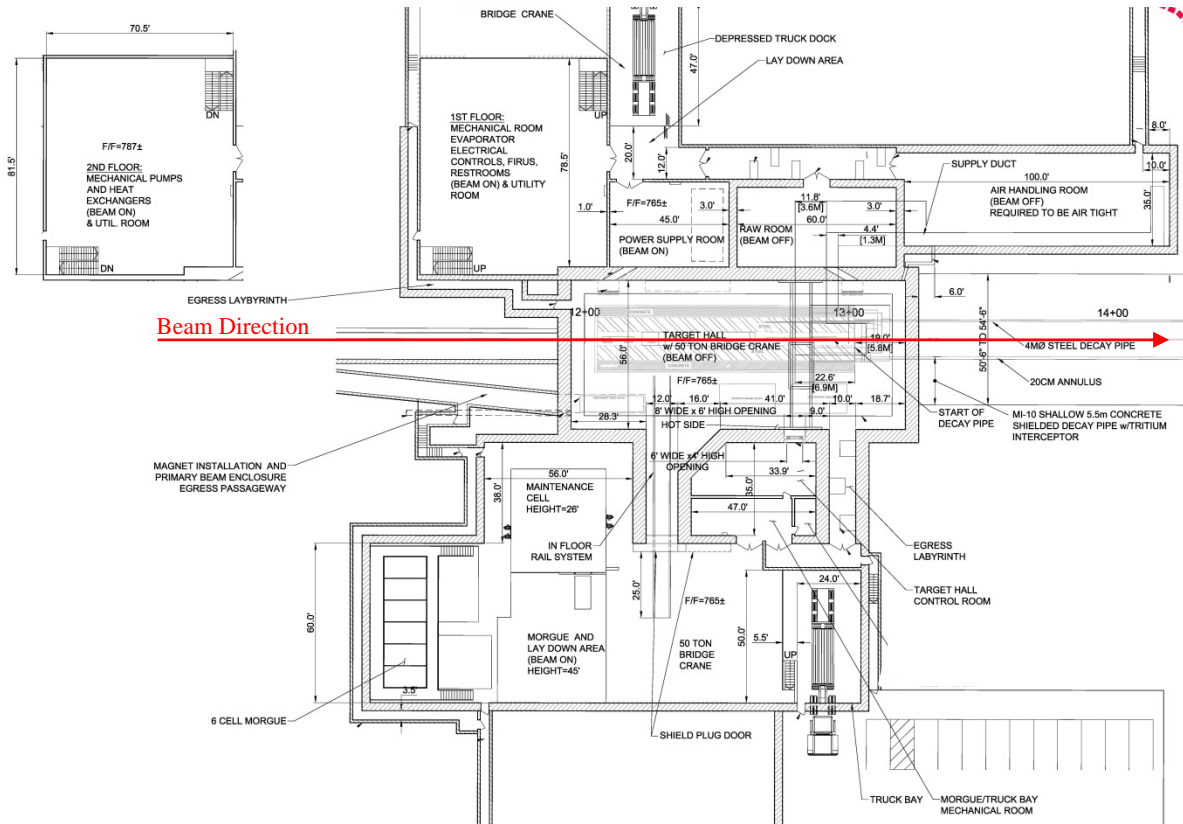 70.5'
81.5'
DN
F/F=787±
2ND FLOOR:
MECHANICAL PUMPS
AND HEAT
EXCHANGERS
(BEAM ON)
& UTIL. ROOM
DN
BRIDGE CRANE
DEPRESSED TRUCK DOCK
LAY DOWN AREA
47.0'
1ST FLOOR:
MECHANICAL ROOM
EVAPORATOR
ELECTRICAL
CONTROLS, FIRUS,
RESTROOMS
(BEAM ON) & UTILITY
ROOM
UP
78.5'
UP
20.0'
12.0'
8.0'
10.0'
SUPPLY DUCT
100.0'
AIR HANDLING ROOM
(BEAM OFF)
REQUIRED TO BE AIR TIGHT
35.0'
1.0'
F/F=765±
3.0'
45.0'
POWER SUPPLY ROOM
(BEAM ON)
11.8'
[3.6M]
60.0'
3.0'
RAW ROOM
(BEAM OFF)
4.4'
[1.3M]
EGRESS LAYBYRINTH
6.0'
12+00
13+00
14+00
Beam Direction
CONCRETE
TARGET HALL
w/ 50 TON BRIDGE CRANE
(BEAM OFF)
56.0'
19.0'
[5.8M]
50'-6" TO 54'-6"
4MØ STEEL DECAY PIPE
CONCRETE
F/F=765±
22.6'
[6.9M]
20CM ANNULUS
12.0'
16.0'
41.0'
10.0'
18.7'
8' WIDE x 6' HIGH OPENING
9.0'
28.3'
HOT SIDE
START OF
DECAY PIPE
MI-10 SHALLOW 5.5m CONCRETE
SHIELDED DECAY PIPE w/TRITIUM
INTERCEPTOR
6' WIDE x4' HIGH
OPENING
33.9'
35.0'
47.0'
MAGNET INSTALLATION AND
PRIMARY BEAM ENCLOSURE
EGRESS PASSAGEWAY
38.0'
56.0'
MAINTENANCE
CELL
HEIGHT=26'
IN FLOOR
RAIL SYSTEM
EGRESS
LABYRINTH
TARGET HALL
CONTROL ROOM
25.0'
F/F=765±
24.0'
60.0'
MORGUE AND
LAY DOWN AREA
(BEAM ON)
HEIGHT=45'
50 TON
BRIDGE
CRANE
50.0'
5.5'
UP
3.5'
6 CELL MORGUE
SHIELD PLUG DOOR
TRUCK BAY
MORGUE/TRUCK BAY
MECHANICAL ROOM